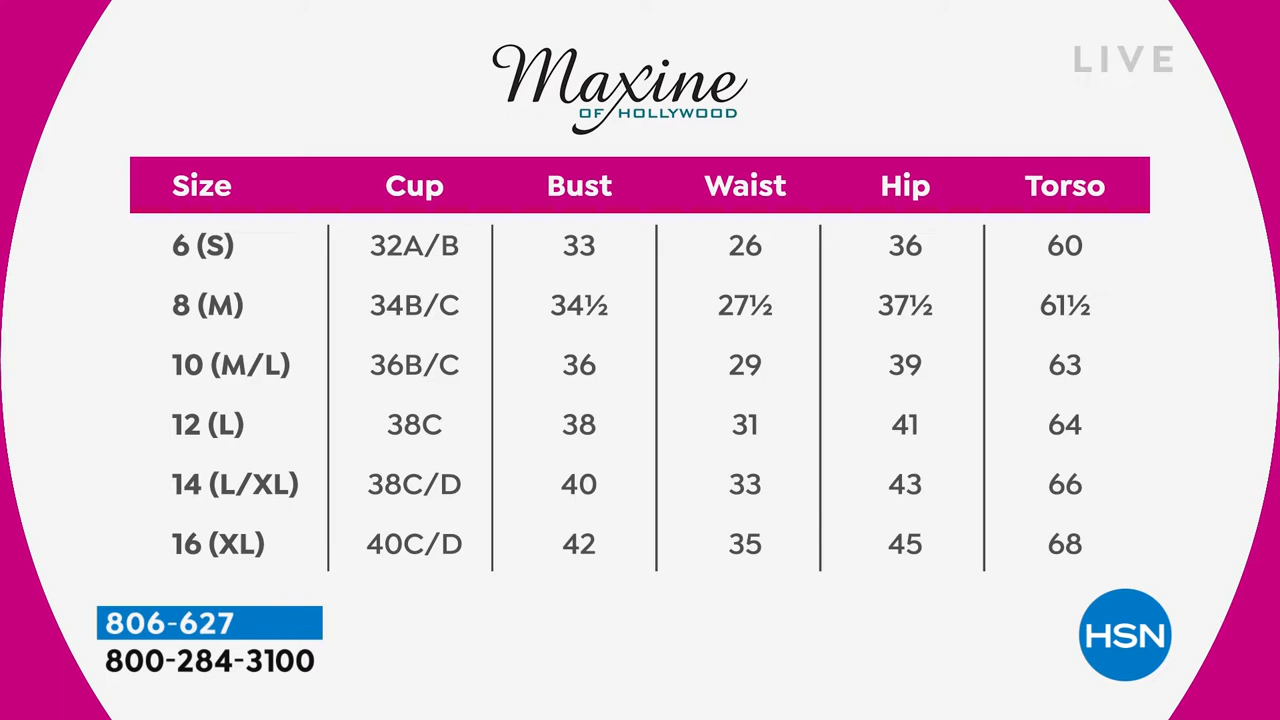 Maxine
OF HOLLYWOOD
LIVE
Size Cup Bust Waist Hip Torso
6 (S) 32A/B 33 26 36 60
8 (M) 34B/C 34½ 27½ 37½ 61½
10 (M/L) 36B/C 36 29 39 63
12 (L) 38C 38 31 41 64
14 (L/XL) 38C/D 40 33 43 66
16 (XL) 40C/D 42 35 45 68
806-627
800-284-3100
HSN